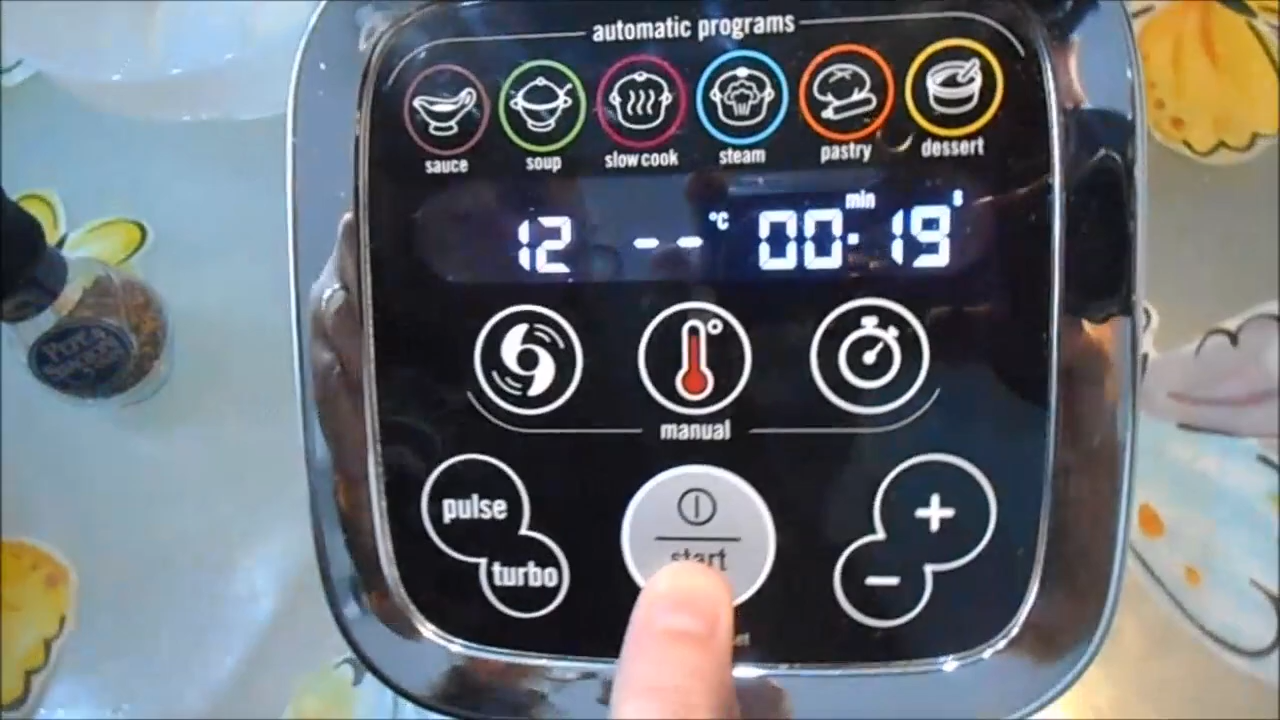 automatic programs
sauce soup slow cook steam pastry dessert
12 -- °C 00 min 19 s
manual
pulse
turbo
start
+
-